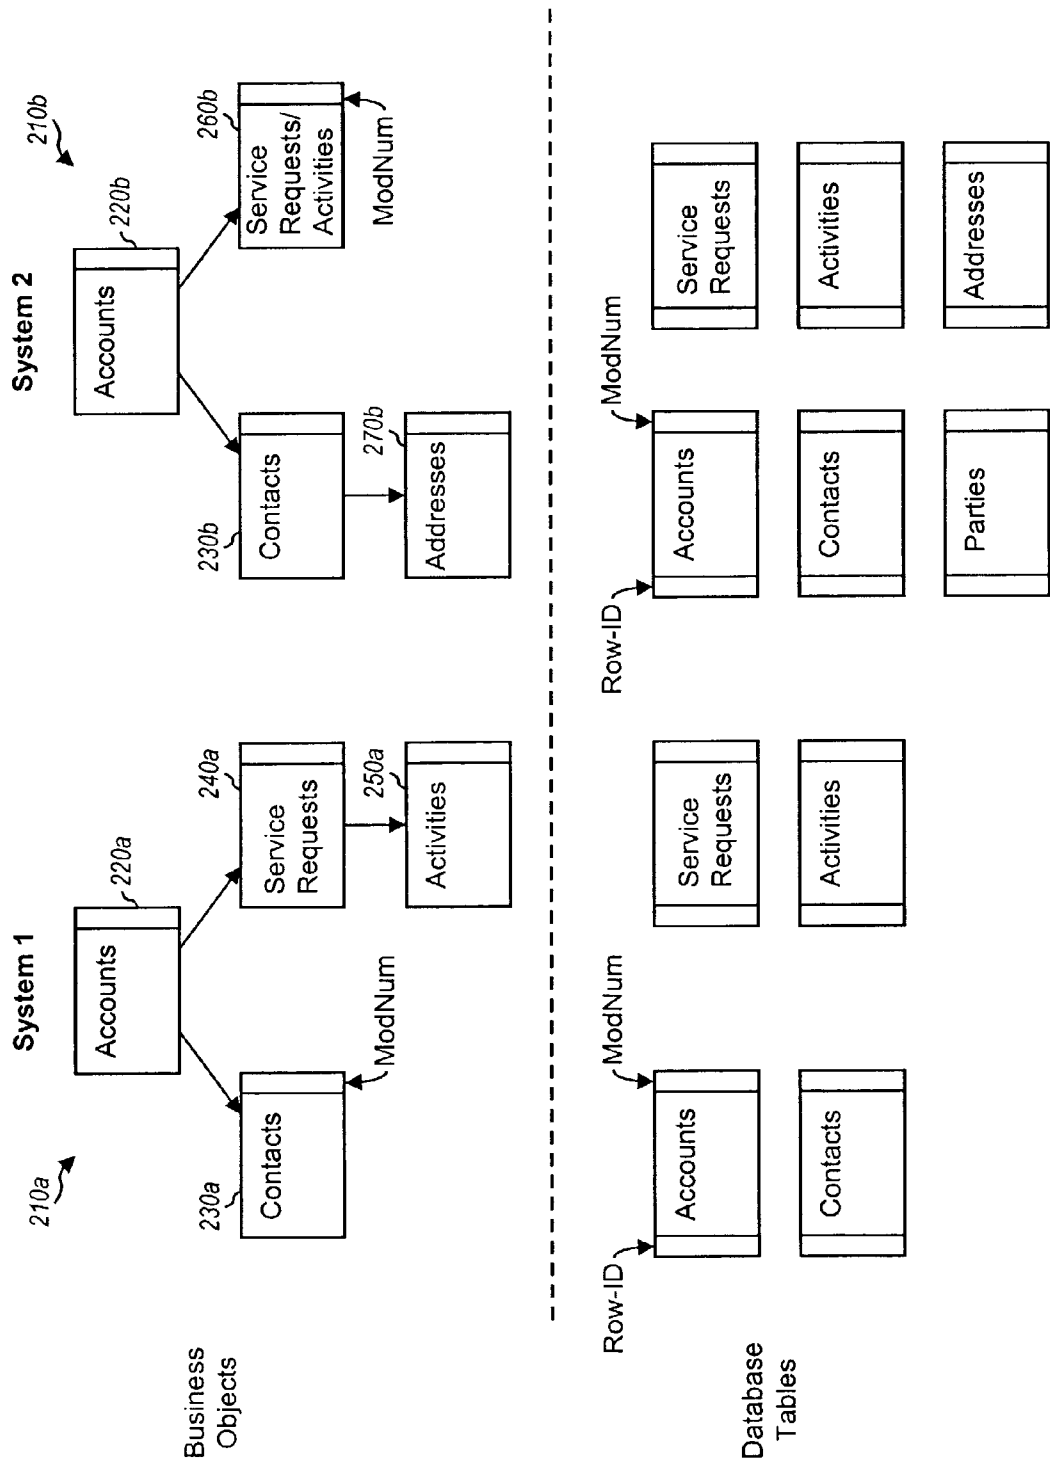 System 1
System 2
210a
210b
Accounts
220a
Accounts
220b
Business
Objects
230a
Contacts
ModNum
240a
Service
Requests
230b
Contacts
260b
Service
Requests/
Activities
ModNum
250a
Activities
270b
Addresses
Database
Tables
Row-ID
ModNum
Accounts
Service
Requests
Row-ID
ModNum
Accounts
Service
Requests
Contacts
Activities
Contacts
Activities
Parties
Addresses